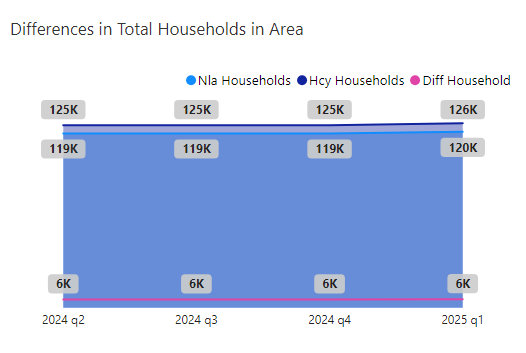 Differences in Total Households in Area
Nla Households Hcy Households Diff Household
125K 125K 125K 126K
119K 119K 119K 120K
6K 6K 6K 6K
2024 q2 2024 q3 2024 q4 2025 q1